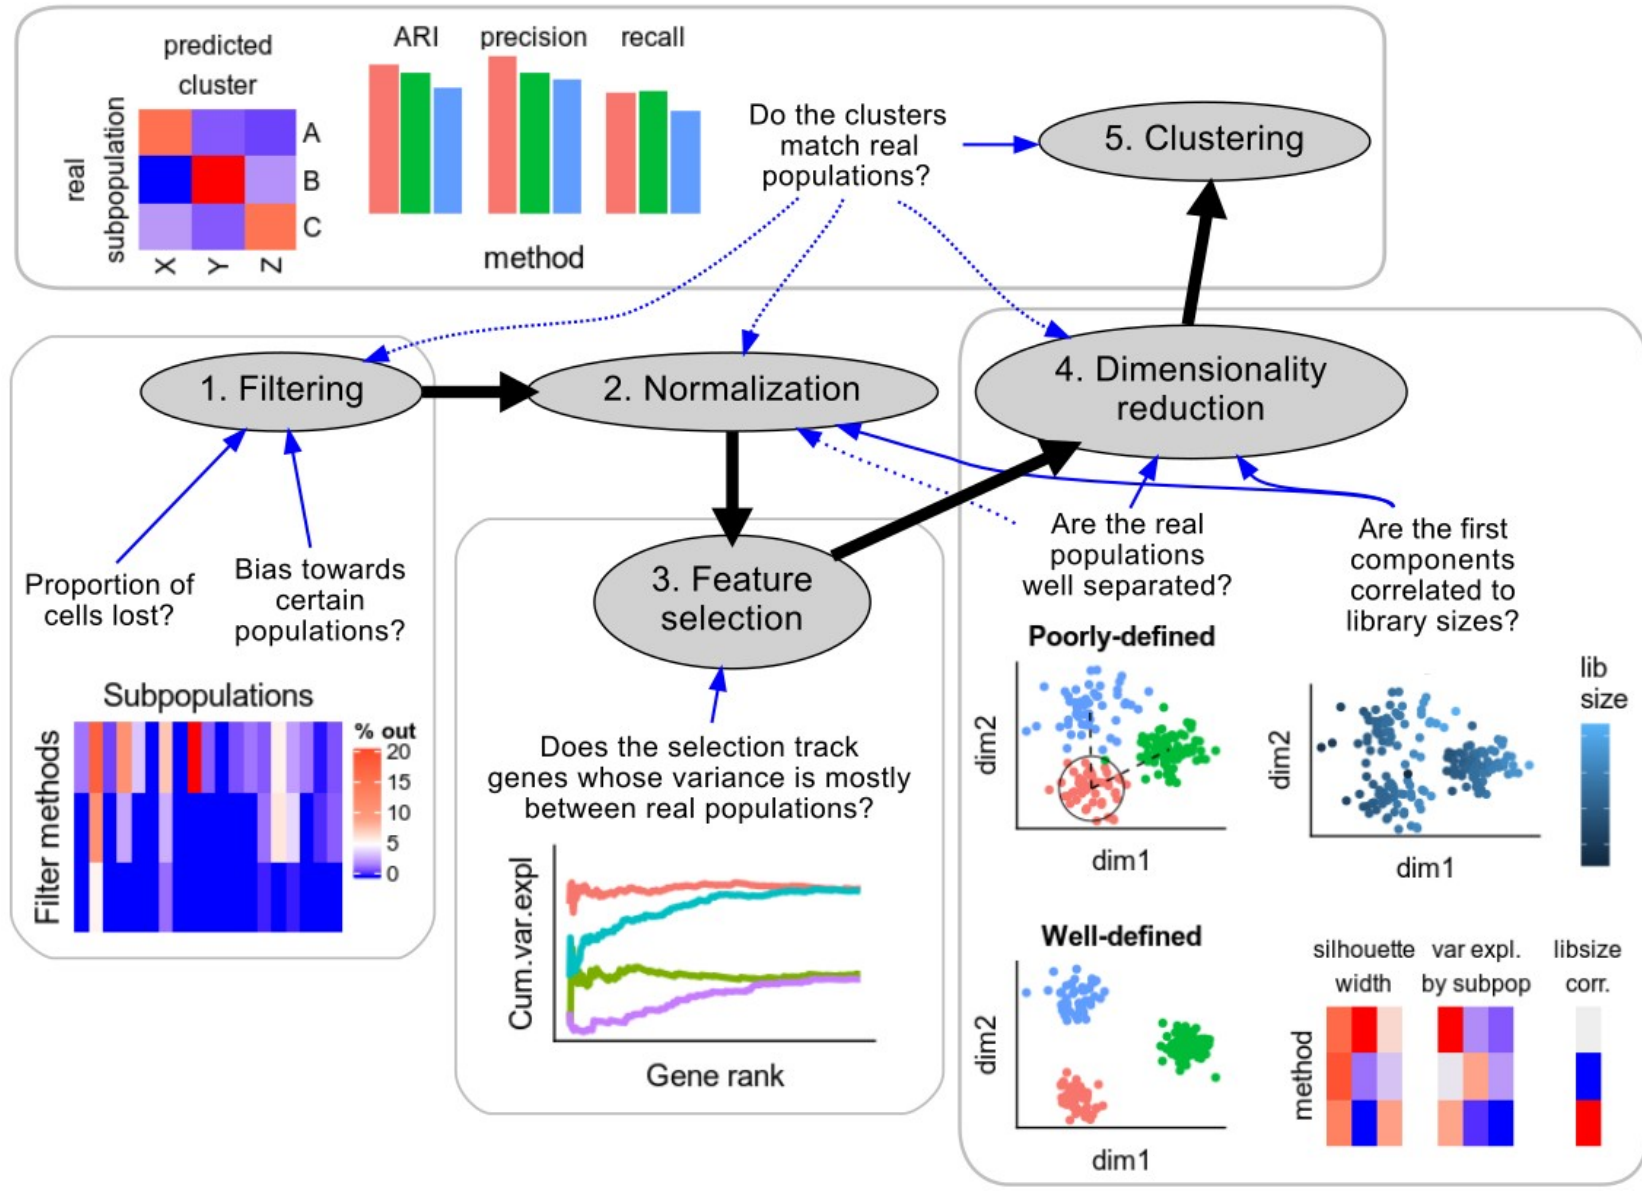 predicted
cluster
real
subpopulation
A
B
C
X
Y
Z
ARI
precision
recall
method
Do the clusters
match real
populations?
5. Clustering
1. Filtering
2. Normalization
4. Dimensionality
reduction
Proportion of
cells lost?
Bias towards
certain
populations?
Subpopulations
Filter methods
% out
20
15
10
5
0
3. Feature
selection
Does the selection track
genes whose variance is mostly
between real populations?
Cum.var.expl
Gene rank
Are the real
populations
well separated?
Are the first
components
correlated to
library sizes?
Poorly-defined
dim2
dim1
lib
size
dim2
dim1
Well-defined
dim2
dim1
silhouette
width
var expl.
by subpop
libsize
corr.
method